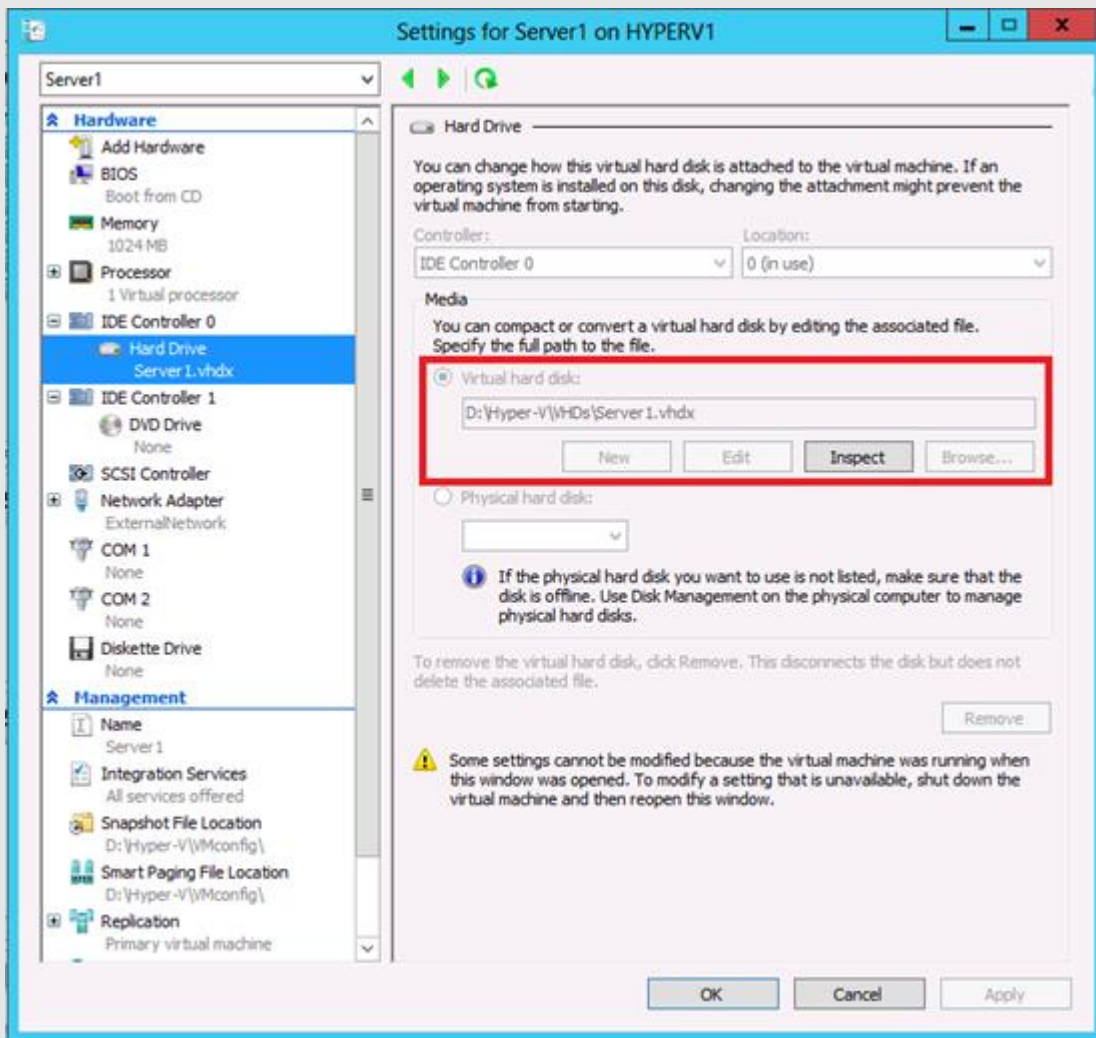 Settings for Server1 on HYPERV1
Server1
Hardware
Add Hardware
BIOS
Boot from CD
Memory
1024 MB
Processor
1 Virtual processor
IDE Controller 0
Hard Drive
Server1.vhdx
IDE Controller 1
DVD Drive
None
SCSI Controller
Network Adapter
ExternalNetwork
COM 1
None
COM 2
None
Diskette Drive
None
Management
Name
Server1
Integration Services
All services offered
Snapshot File Location
D:\Hyper-V\VMconfig\
Smart Paging File Location
D:\Hyper-V\VMconfig\
Replication
Primary virtual machine
Hard Drive
You can change how this virtual hard disk is attached to the virtual machine. If an
operating system is installed on this disk, changing the attachment might prevent the
virtual machine from starting.
Controller: Location:
IDE Controller 0 0 (in use)
Media
You can compact or convert a virtual hard disk by editing the associated file.
Specify the full path to the file.
Virtual hard disk:
D:\Hyper-V\VHDs\Server1.vhdx
New Edit Inspect Browse...
Physical hard disk:
If the physical hard disk you want to use is not listed, make sure that the
disk is offline. Use Disk Management on the physical computer to manage
physical hard disks.
To remove the virtual hard disk, click Remove. This disconnects the disk but does not
delete the associated file.
Remove
Some settings cannot be modified because the virtual machine was running when
this window was opened. To modify a setting that is unavailable, shut down the
virtual machine and then reopen this window.
OK Cancel Apply